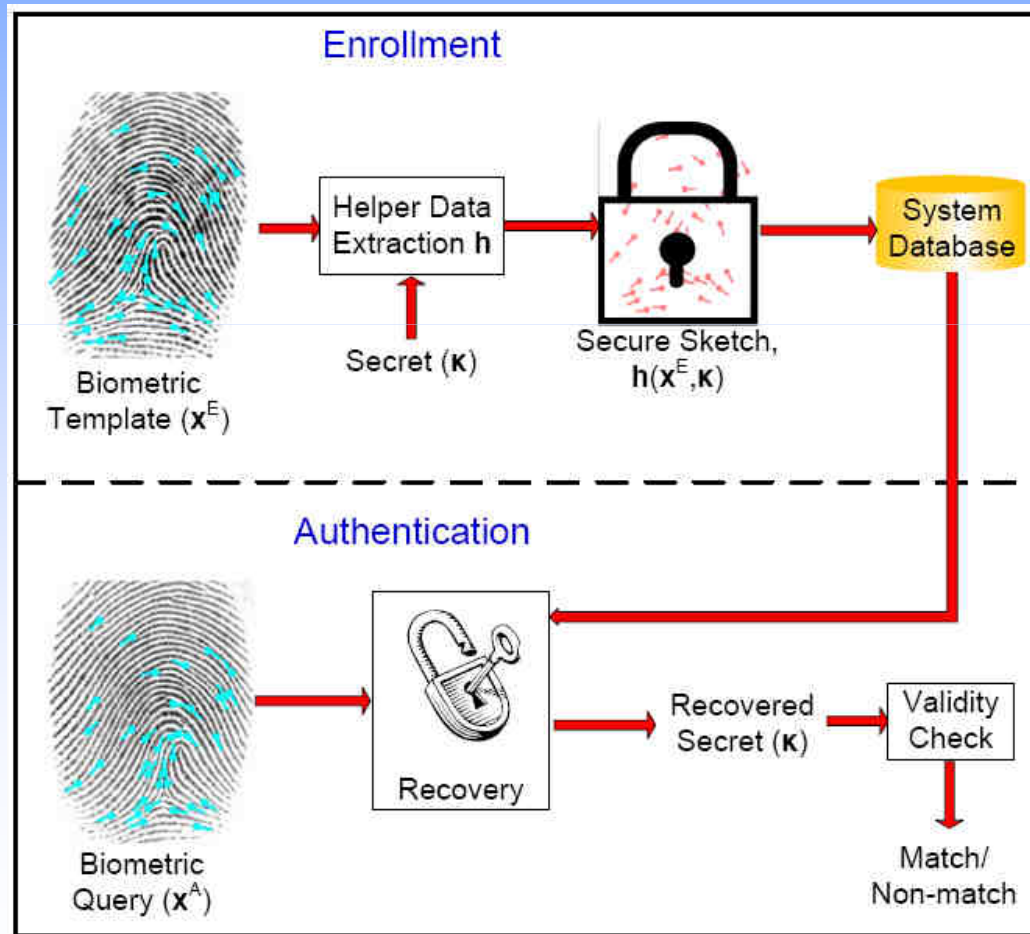 Enrollment
Helper Data
Extraction h
System
Database
Secret (κ)
Secure Sketch,
h(x^E,κ)
Biometric
Template (x^E)
Authentication
Recovery
Recovered
Secret (κ)
Validity
Check
Match/
Non-match
Biometric
Query (x^A)